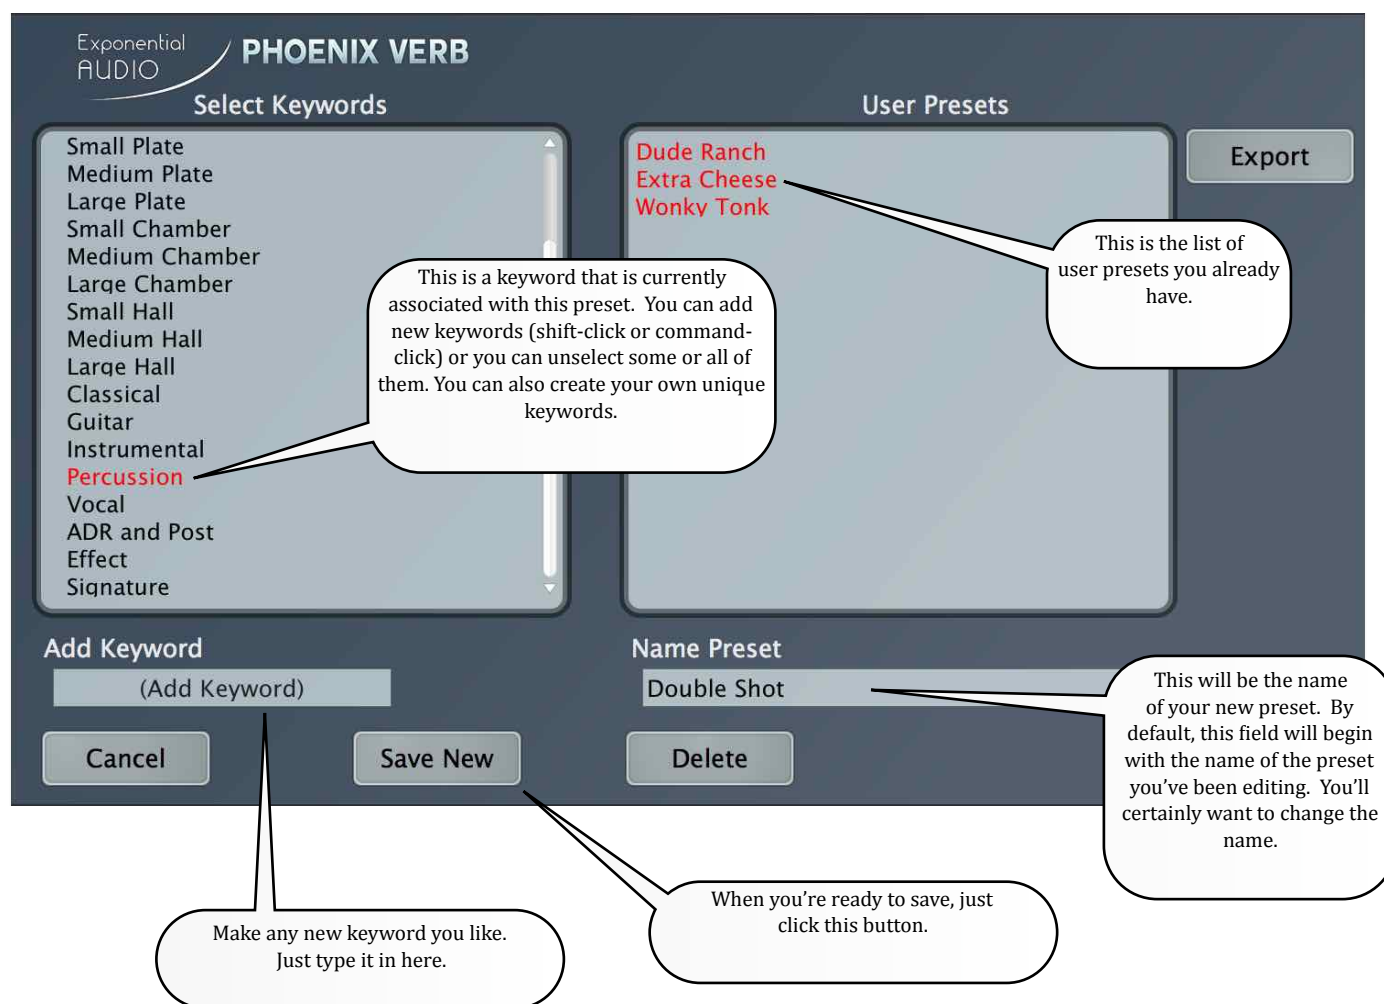 Exponential
AUDIO
PHOENIX VERB
Select Keywords
Small Plate
Medium Plate
Large Plate
Small Chamber
Medium Chamber
Large Chamber
Small Hall
Medium Hall
Large Hall
Classical
Guitar
Instrumental
Percussion
Vocal
ADR and Post
Effect
Signature
This is a keyword that is currently
associated with this preset.  You can add
new keywords (shift-click or command-
click) or you can unselect some or all of
them. You can also create your own unique
keywords.
User Presets
Dude Ranch
Extra Cheese
Wonky Tonk
Export
This is the list of
user presets you already
have.
Add Keyword
(Add Keyword)
Name Preset
Double Shot
Cancel
Save New
Delete
This will be the name
of your new preset.  By
default, this field will begin
with the name of the preset
you’ve been editing.  You’ll
certainly want to change the
name.
When you’re ready to save, just
click this button.
Make any new keyword you like.
Just type it in here.